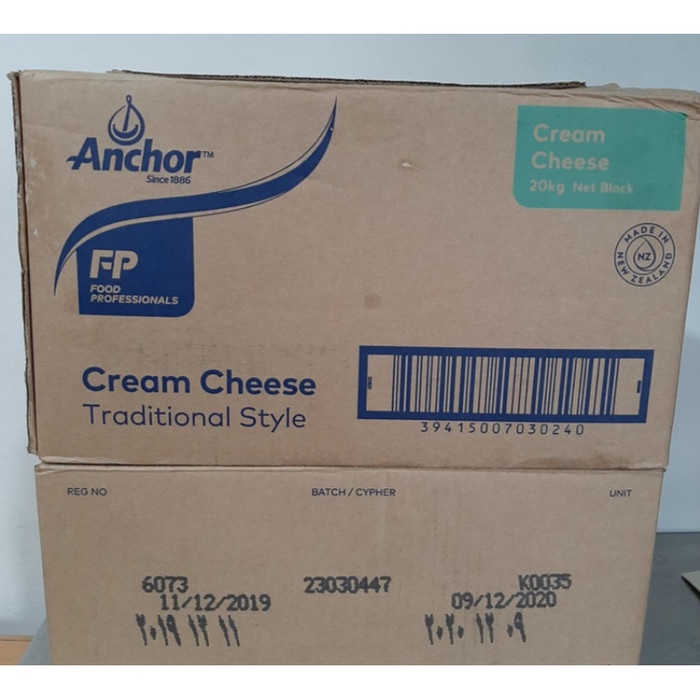 Anchor™
Since 1886
FP
FOOD
PROFESSIONALS
Cream
Cheese
20kg Net Block
MADE IN
NZ
NEW ZEALAND
Cream Cheese
Traditional Style
39415007030240
REG NO BATCH / CYPHER UNIT
6073 23030447 K0035
11/12/2019 09/12/2020
٢٠١٩ ١٢ ١١ ٢٠٢٠ ١٢ ٠٩